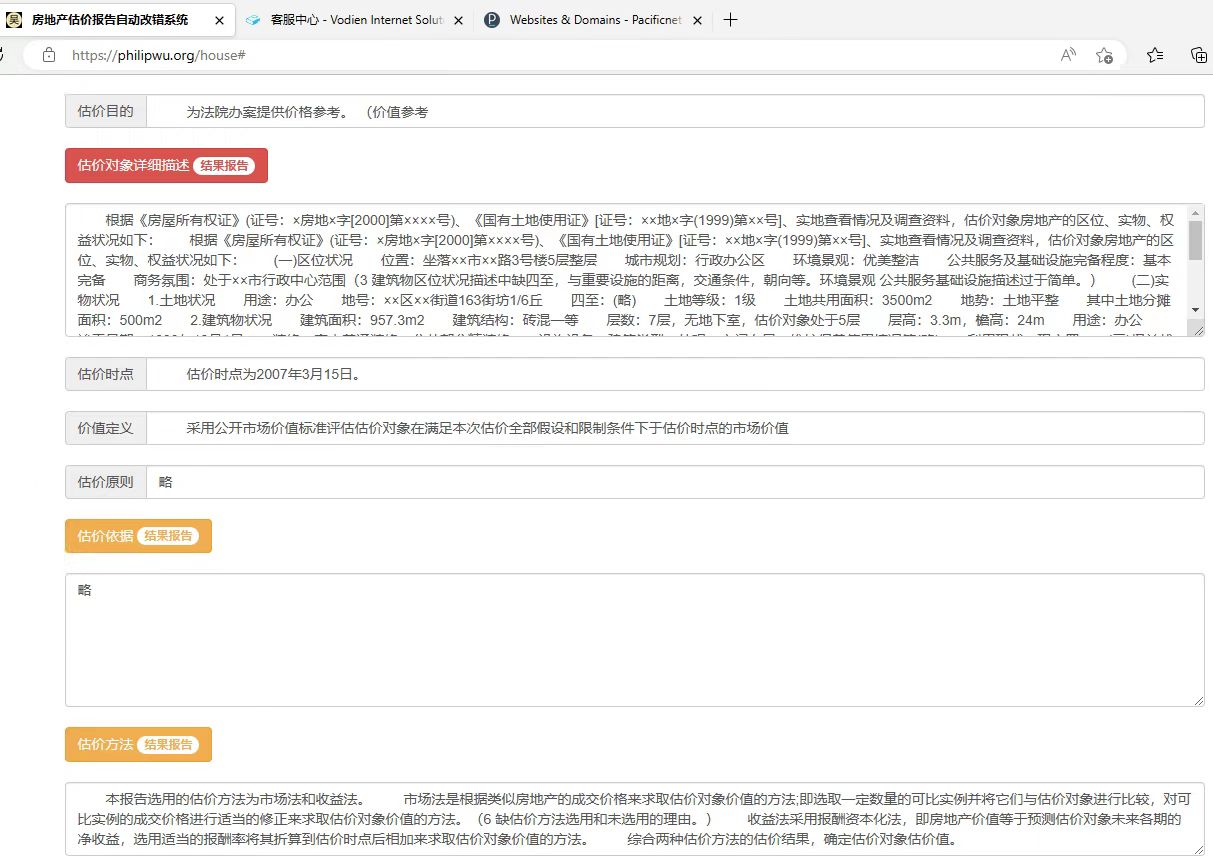 房地产估价报告自动改错系统
客服中心 - Vodien Internet Solut
Websites & Domains - Pacificnet
https://philipwu.org/house#
估价目的 为法院办案提供价格参考。 （价值参考
估价对象详细描述 结果报告
根据《房屋所有权证》(证号：×房地×字[2000]第××××号)、《国有土地使用证》[证号：××地×字(1999)第××号]、实地查看情况及调查资料，估价对象房地产的区位、实物、权
益状况如下： 根据《房屋所有权证》(证号：×房地×字[2000]第××××号)、《国有土地使用证》[证号：××地×字(1999)第××号]、实地查看情况及调查资料，估价对象房地产的区
位、实物、权益状况如下： (一)区位状况 位置：坐落××市××路3号楼5层整层 城市规划：行政办公区 环境景观：优美整洁 公共服务及基础设施完备程度：基本
完备 商务氛围：处于××市行政中心范围（3 建筑物区位状况描述中缺四至，与重要设施的距离，交通条件，朝向等。环境景观 公共服务基础设施描述过于简单。） (二)实
物状况 1.土地状况 用途：办公 地号：××区××街道163街坊1/6丘 四至：(略) 土地等级：1级 土地共用面积：3500m2 地势：土地平整 其中土地分摊
面积：500m2 2.建筑物状况 建筑面积：957.3m2 建筑结构：砖混一等 层数：7层，无地下室，估价对象处于5层 层高：3.3m，檐高：24m 用途：办公
估价时点 估价时点为2007年3月15日。
价值定义 采用公开市场价值标准评估估价对象在满足本次估价全部假设和限制条件下于估价时点的市场价值
估价原则 略
估价依据 结果报告
略
估价方法 结果报告
本报告选用的估价方法为市场法和收益法。 市场法是根据类似房地产的成交价格来求取估价对象价值的方法;即选取一定数量的可比实例并将它们与估价对象进行比较，对可
比实例的成交价格进行适当的修正来求取估价对象价值的方法。（6 缺估价方法选用和未选用的理由。） 收益法采用报酬资本化法，即房地产价值等于预测估价对象未来各期的
净收益，选用适当的报酬率将其折算到估价时点后相加来求取估价对象价值的方法。 综合两种估价方法的估价结果，确定估价对象估价值。